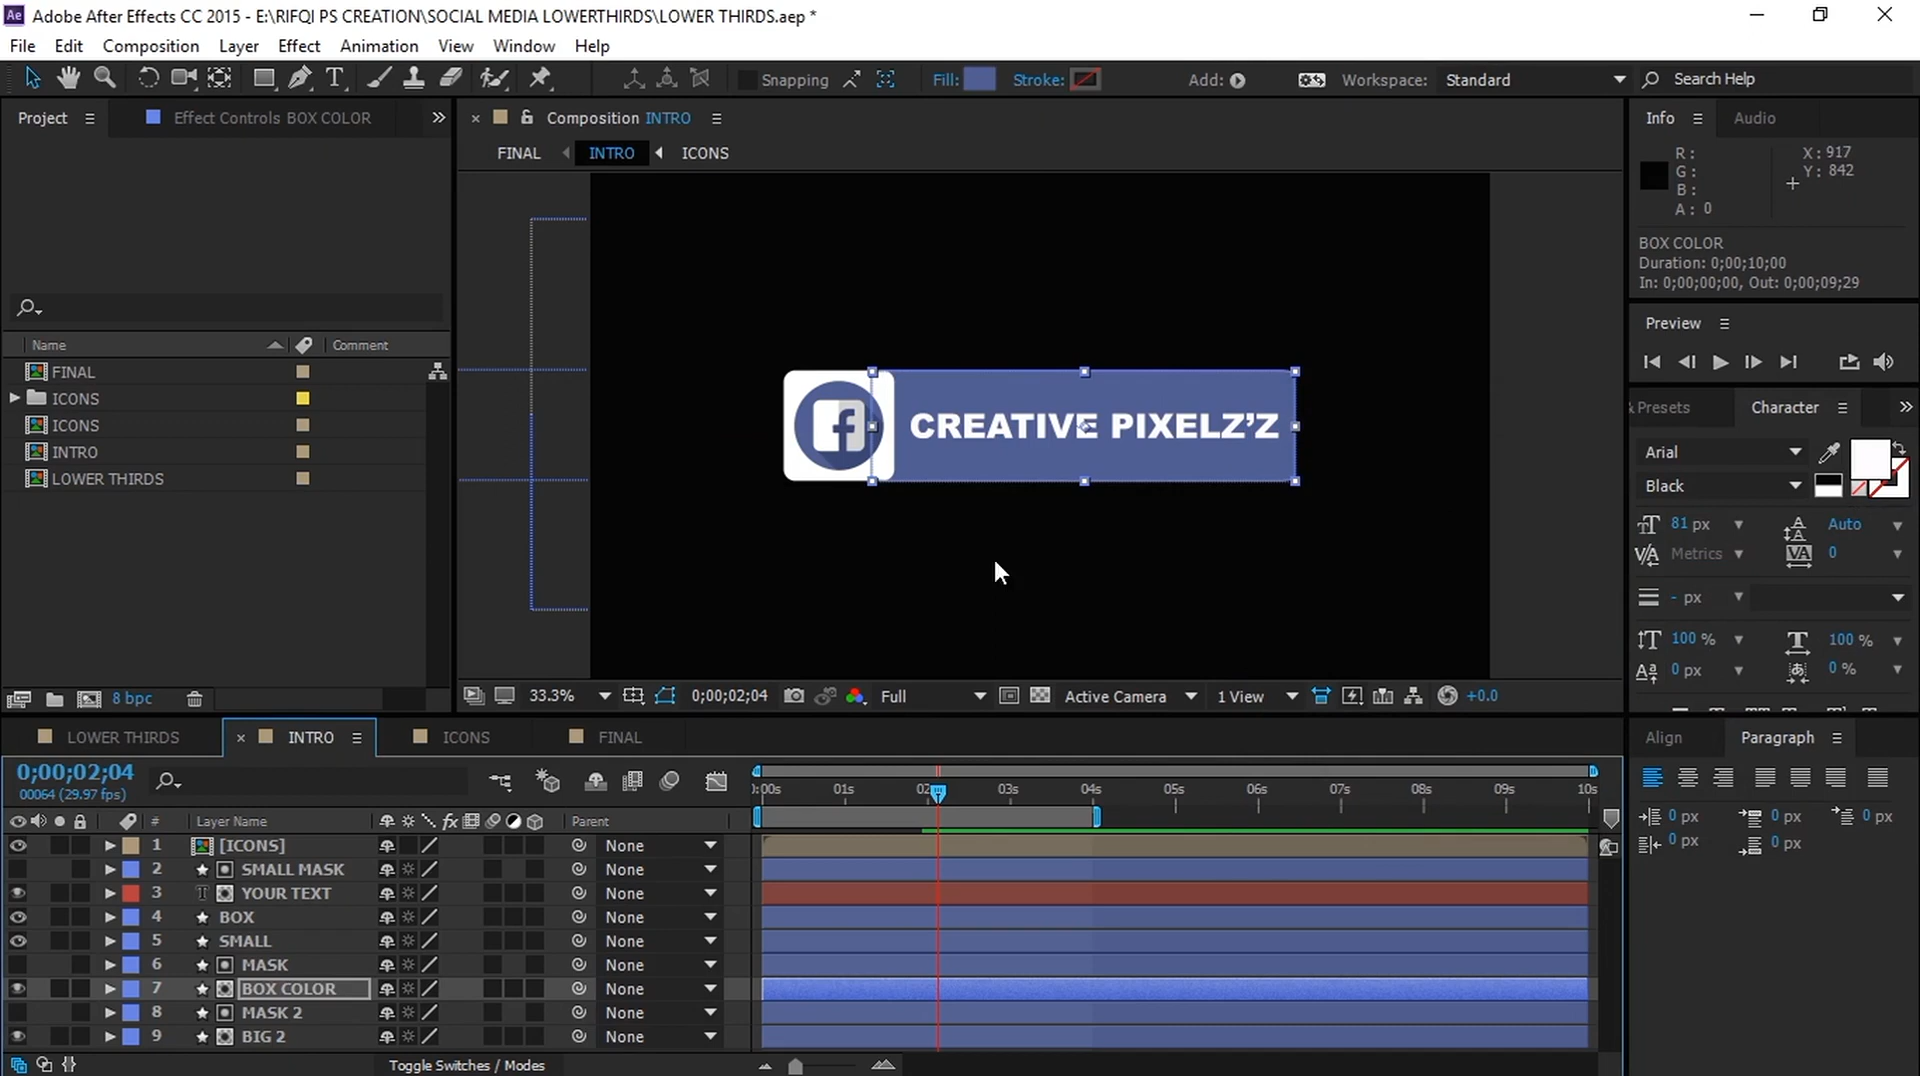 Adobe After Effects CC 2015 - E:\RIFQI PS CREATION\SOCIAL MEDIA LOWERTHIRDS\LOWER THIRDS.aep *
File Edit Composition Layer Effect Animation View Window Help
Snapping Fill: Stroke: Add: Workspace: Standard Search Help
Project Effect Controls BOX COLOR
Composition INTRO
Info Audio
FINAL INTRO ICONS
R: X: 917
G: Y: 842
B:
A: 0
BOX COLOR
Duration: 0;00;10;00
In: 0;00;00;00, Out: 0;00;09;29
Preview
Name Comment
FINAL
ICONS
ICONS
INTRO
LOWER THIRDS
CREATIVE PIXELZ’Z
& Presets Character
Arial
Black
81 px Auto
Metrics 0
- px
100 % 100 %
0 px 0 %
8 bpc
33.3% 0;00;02;04 Full Active Camera 1 View +0.0
LOWER THIRDS INTRO ICONS FINAL
Align Paragraph
0;00;02;04
00064 (29.97 fps)
0:00s 01s 02 03s 04s 05s 06s 07s 08s 09s 10s
# Layer Name fx Parent
1 [ICONS] None
2 SMALL MASK None
3 T YOUR TEXT None
4 BOX None
5 SMALL None
6 MASK None
7 BOX COLOR None
8 MASK 2 None
9 BIG 2 None
0 px 0 px 0 px
0 px 0 px
Toggle Switches / Modes